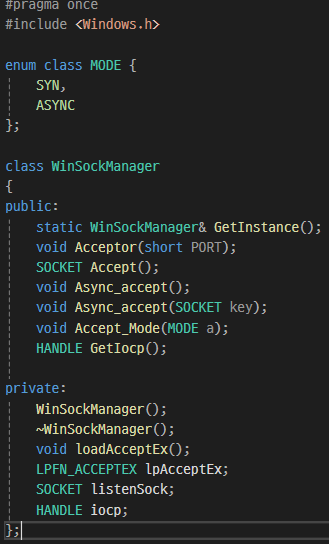 #pragma once
#include <Windows.h>
enum class MODE {
SYN,
ASYNC
};
class WinSockManager
{
public:
static WinSockManager& GetInstance();
void Acceptor(short PORT);
SOCKET Accept();
void Async_accept();
void Async_accept(SOCKET key);
void Accept_Mode(MODE a);
HANDLE GetIocp();
private:
WinSockManager();
~WinSockManager();
void loadAcceptEx();
LPFN_ACCEPTEX lpAcceptEx;
SOCKET listenSock;
HANDLE iocp;
};